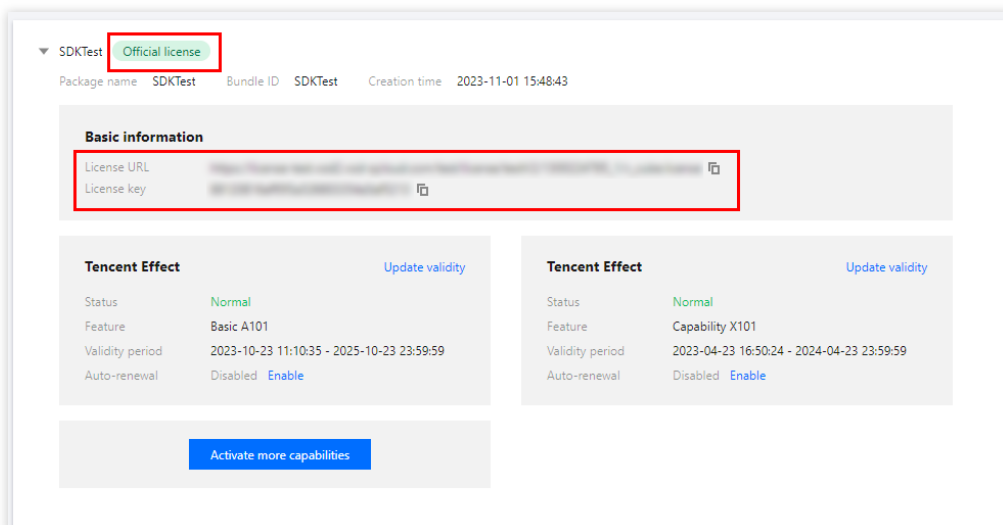 SDKTest Official license
Package name SDKTest Bundle ID SDKTest Creation time 2023-11-01 15:48:43
Basic information
License URL
License key
Tencent Effect Update validity
Status Normal
Feature Basic A101
Validity period 2023-10-23 11:10:35 - 2025-10-23 23:59:59
Auto-renewal Disabled Enable
Tencent Effect Update validity
Status Normal
Feature Capability X101
Validity period 2023-04-23 16:50:24 - 2024-04-23 23:59:59
Auto-renewal Disabled Enable
Activate more capabilities